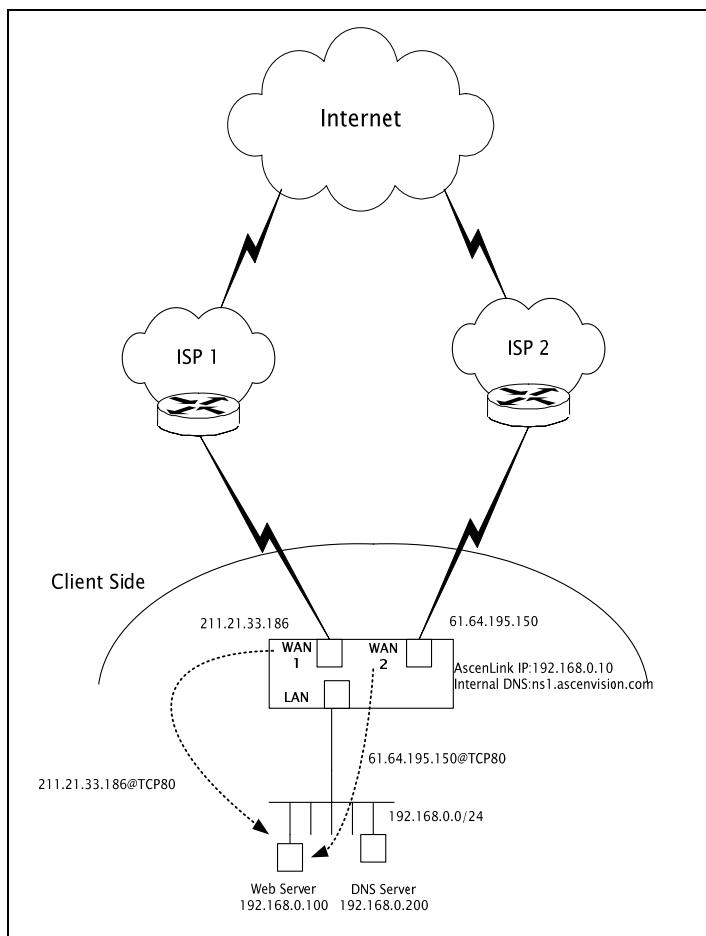 Internet
ISP 1
ISP 2
Client Side
211.21.33.186
61.64.195.150
WAN
1
WAN
2
LAN
AscenLink IP:192.168.0.10
Internal DNS:ns1.ascenvision.com
61.64.195.150@TCP80
211.21.33.186@TCP80
192.168.0.0/24
Web Server
192.168.0.100
DNS Server
192.168.0.200